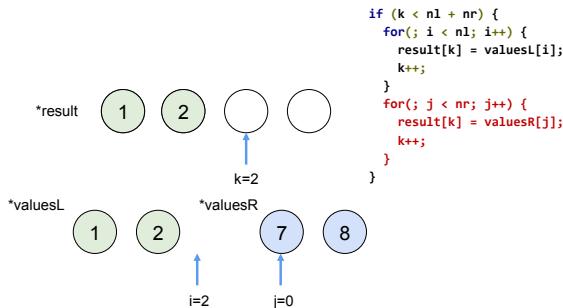 if (k < nl + nr) {
for(; i < nl; i++) {
result[k] = valuesL[i];
k++;
}
for(; j < nr; j++) {
result[k] = valuesR[j];
k++;
}
}
*result 1 2
k=2
*valuesL *valuesR
1 2 7 8
i=2 j=0